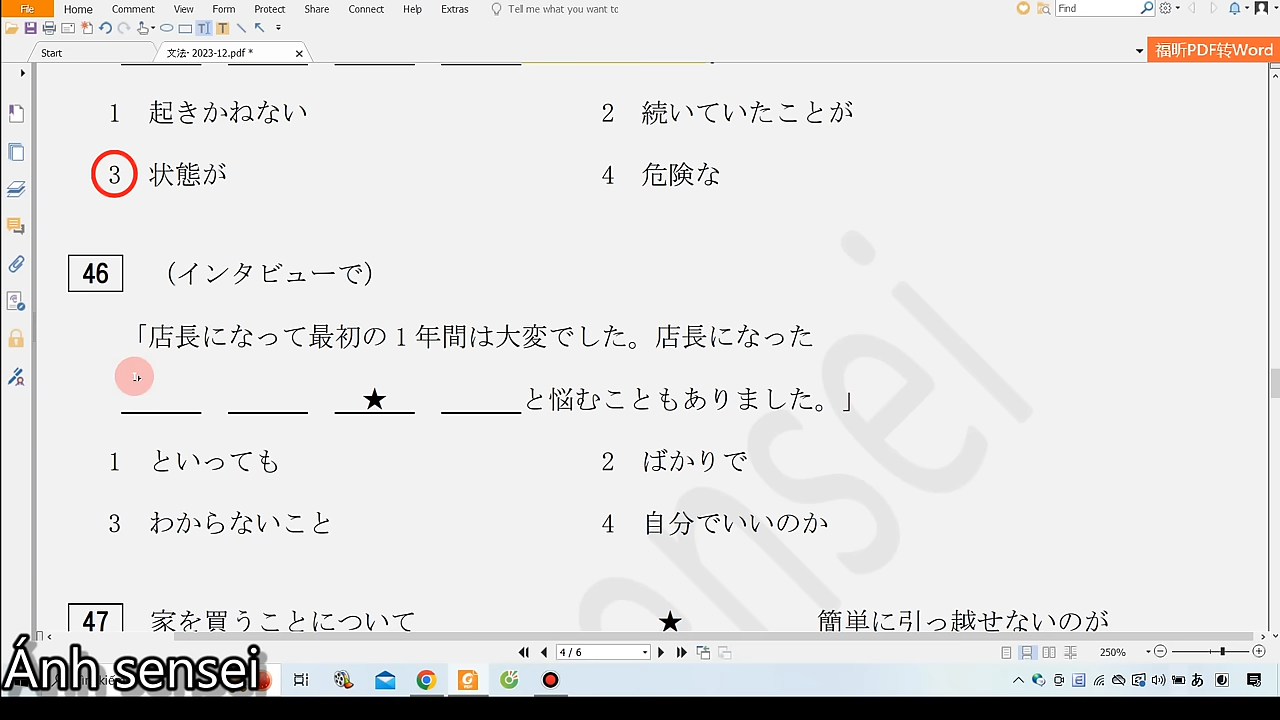 File Home Comment View Form Protect Share Connect Help Extras Tell me what you want to Find
Start 文法- 2023-12.pdf * 福昕PDF转Word
1 起きかねない 2 続いていたことが
3 状態が 4 危険な
46 (インタビューで)
「店長になって最初の1年間は大変でした。店長になった
★ と悩むこともありました。」
1 といっても 2 ばかりで
3 わからないこと 4 自分でいいのか
47 家を買うことについて ★ 簡単に引っ越せないのが
4 / 6 250%
Ánh sensei
ensei